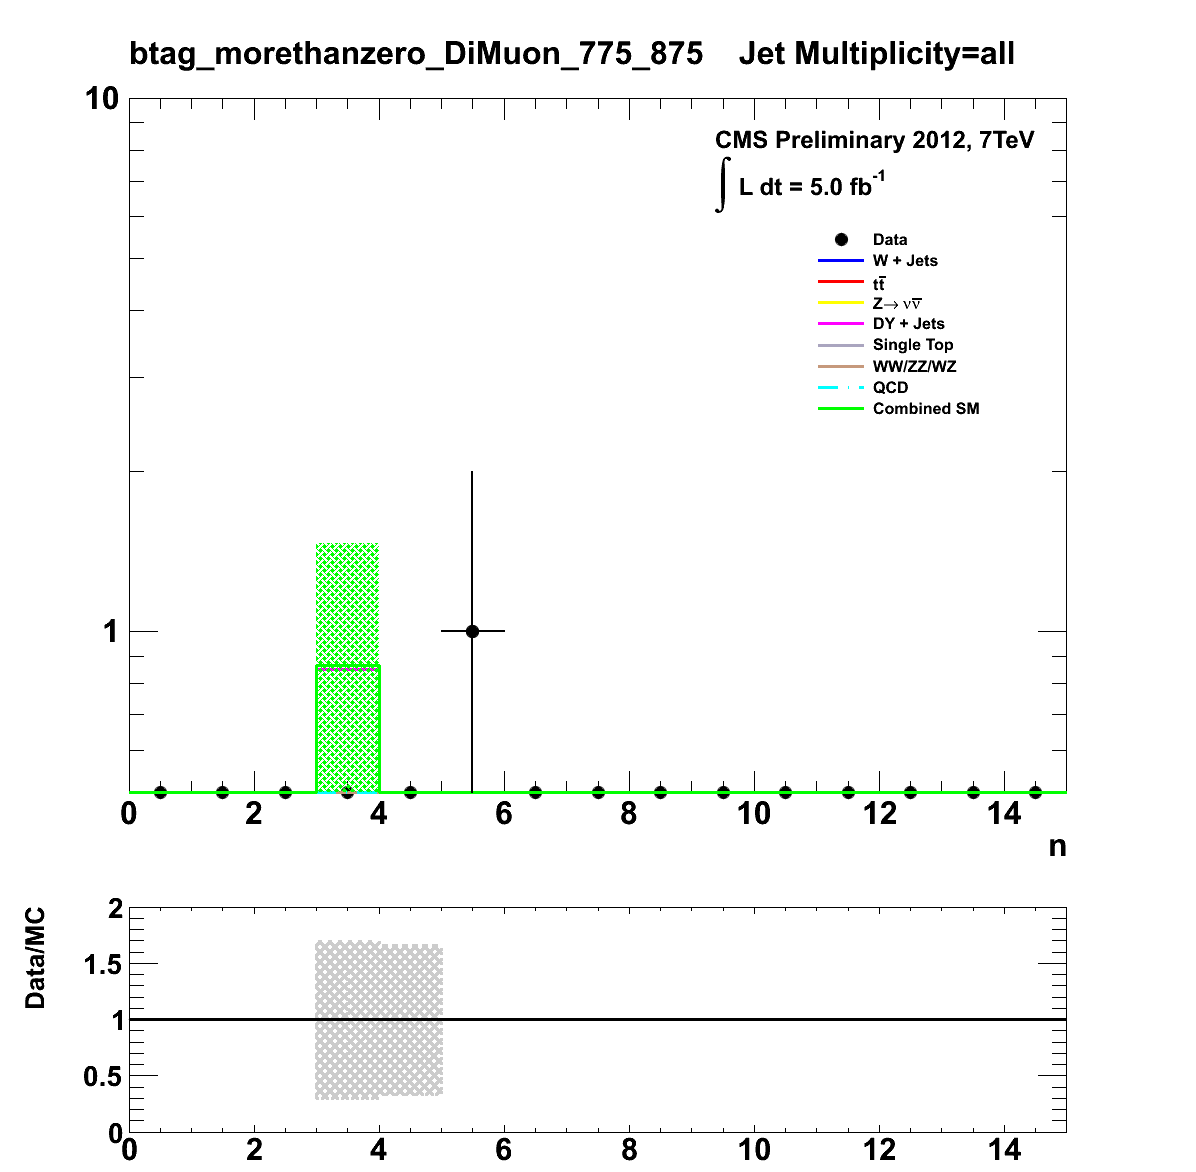 btag_morethanzero_DiMuon_775_875 Jet Multiplicity=all
10
CMS Preliminary 2012, 7TeV
∫ L dt = 5.0 fb⁻¹
Data
W + Jets
tt̅
Z→ νν̅
DY + Jets
Single Top
WW/ZZ/WZ
QCD
Combined SM
1
0 2 4 6 8 10 12 14
n
Data/MC
2
1.5
1
0.5
0
0 2 4 6 8 10 12 14